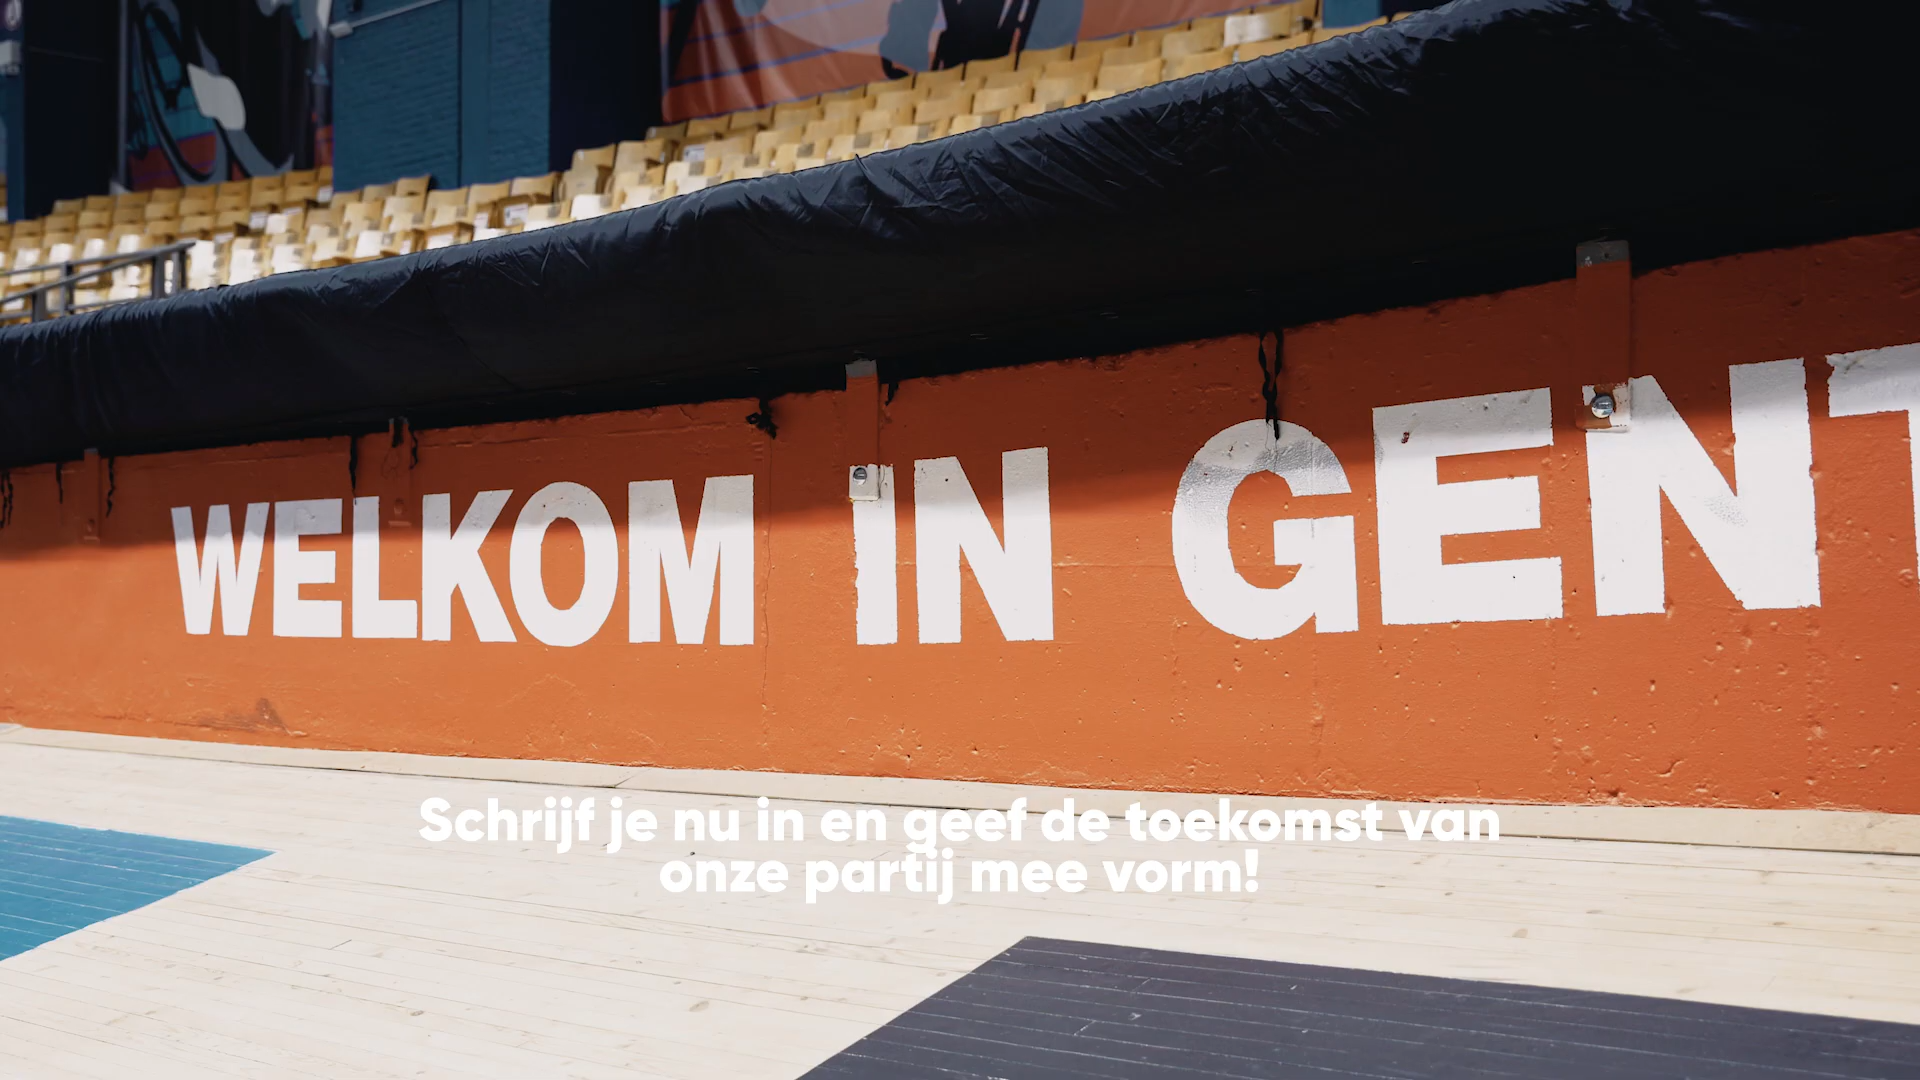 WELKOM IN GENT
Schrijf je nu in en geef de toekomst van
onze partij mee vorm!